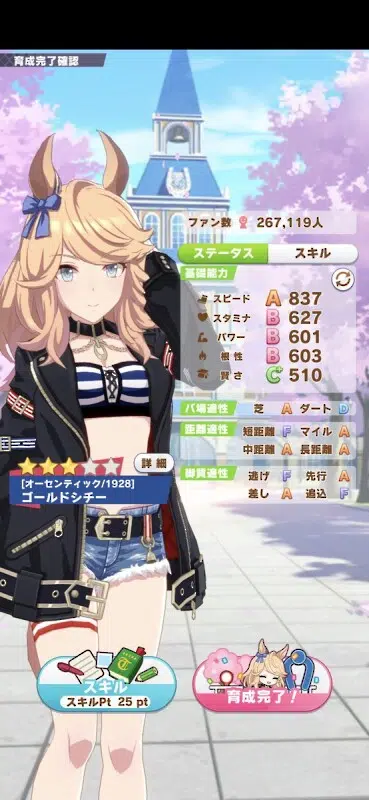 育成完了確認
ファン数 267,119人
ステータス スキル
基礎能力
スピード A 837
スタミナ B 627
パワー B 601
根性 B 603
賢さ C+ 510
バ場適性 芝 A ダート D
距離適性 短距離 F マイル A
中距離 A 長距離 A
脚質適性 逃げ F 先行 A
差し A 追込 F
詳細
[オーセンティック/1928]
ゴールドシチー
スキル
スキルPt 25 pt
育成完了!